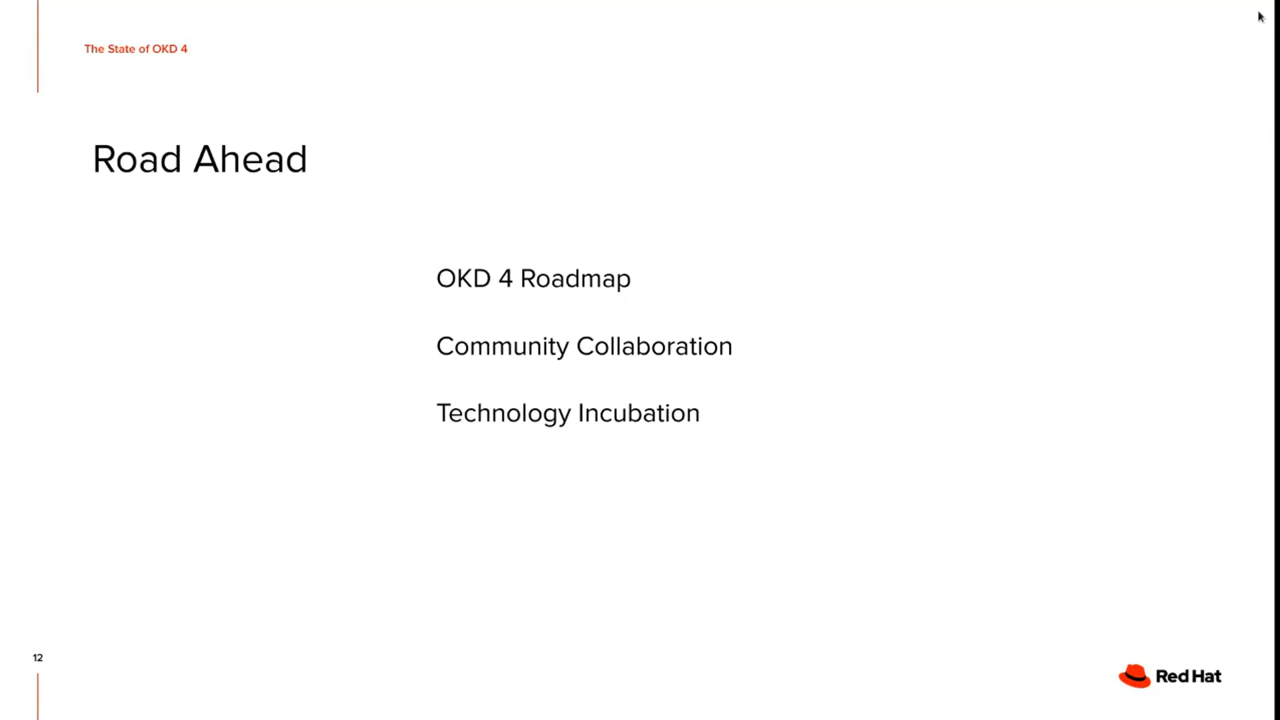 The State of OKD 4
Road Ahead
OKD 4 Roadmap
Community Collaboration
Technology Incubation
12
Red Hat